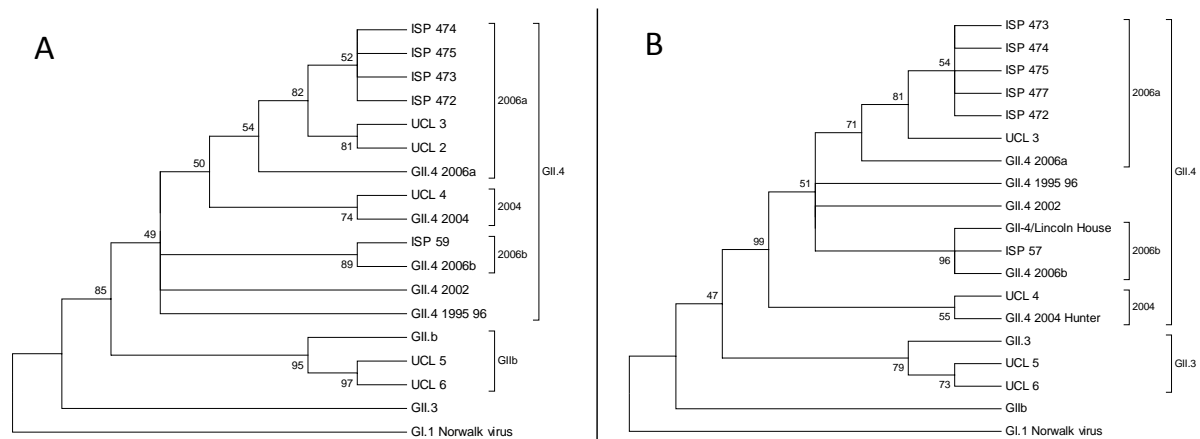 A
ISP 474
52
ISP 475
ISP 473
2006a
82
ISP 472
54
UCL 3
UCL 2
81
50
GII.4 2006a
GII.4
UCL 4
2004
74
GII.4 2004
49
ISP 59
2006b
89
GII.4 2006b
85
GII.4 2002
GII.4 1995 96
GII.b
95
UCL 5
GIIb
97
UCL 6
GII.3
GI.1 Norwalk virus
B
ISP 473
ISP 474
54
ISP 475
2006a
81
ISP 477
ISP 472
71
UCL 3
GII.4 2006a
51
GII.4 1995 96
GII.4
GII.4 2002
GII-4/Lincoln House
99
ISP 57
2006b
96
GII.4 2006b
47
UCL 4
2004
55
GII.4 2004 Hunter
GII.3
79
UCL 5
GII.3
73
UCL 6
GIIb
GI.1 Norwalk virus